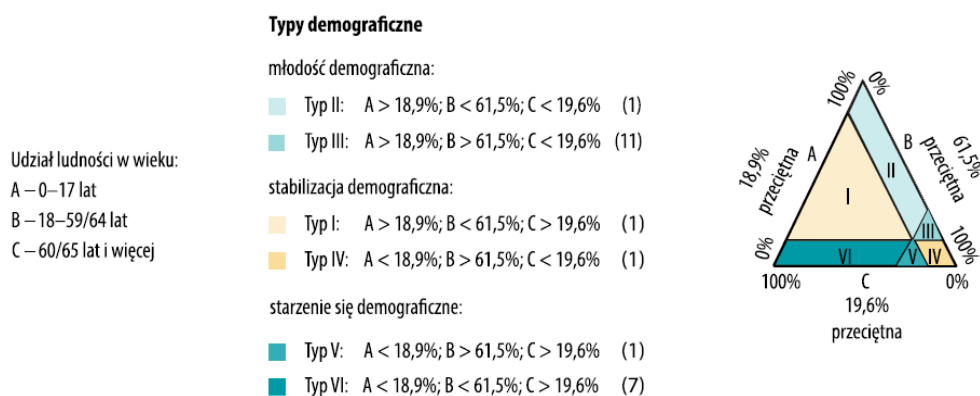 Typy demograficzne
młodość demograficzna:
Typ II: A > 18,9%; B < 61,5%; C < 19,6% (1)
Typ III: A > 18,9%; B > 61,5%; C < 19,6% (11)
Udział ludności w wieku:
A – 0–17 lat
B – 18–59/64 lat
C – 60/65 lat i więcej
stabilizacja demograficzna:
Typ I: A > 18,9%; B < 61,5%; C > 19,6% (1)
Typ IV: A < 18,9%; B > 61,5%; C < 19,6% (1)
starzenie się demograficzne:
Typ V: A < 18,9%; B > 61,5%; C > 19,6% (1)
Typ VI: A < 18,9%; B < 61,5%; C > 19,6% (7)
100%
0%
18,9%
przeciętna
A
B
przeciętna
61,5%
II
I
III
0%
VI
V
IV
100%
100%
C
0%
19,6%
przeciętna